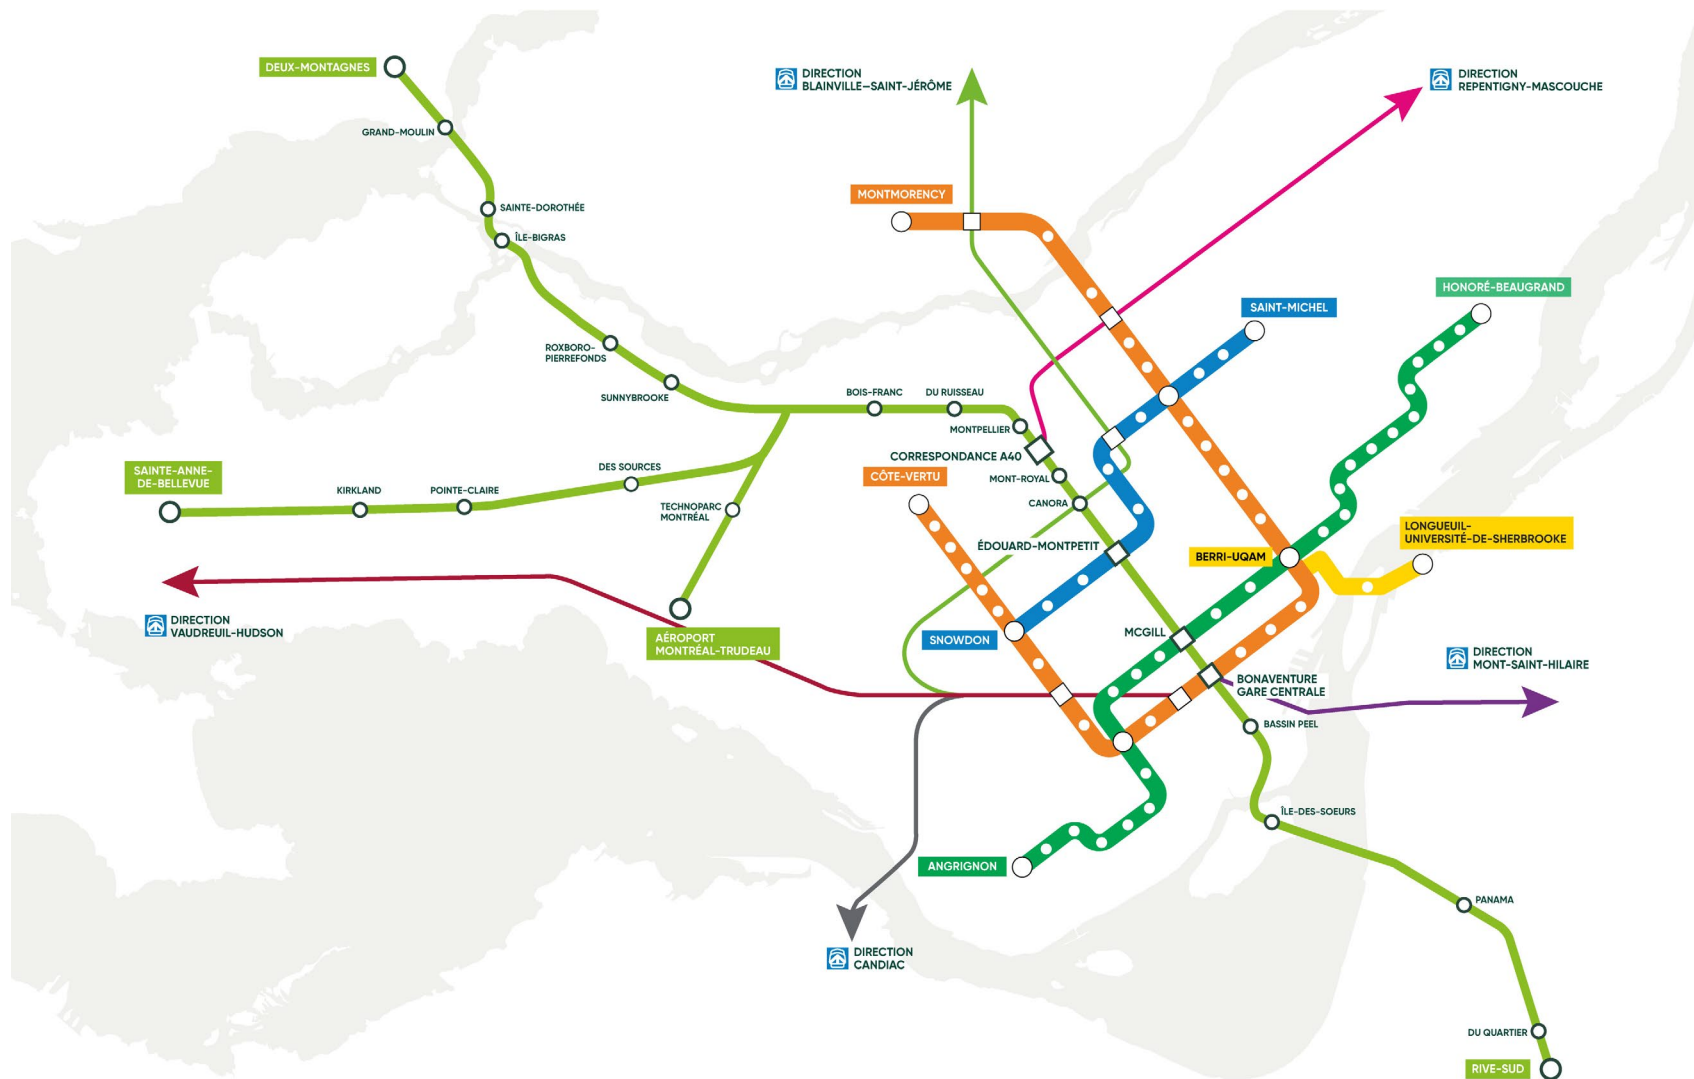 DEUX-MONTAGNES
GRAND-MOULIN
SAINTE-DOROTHÉE
ÎLE-BIGRAS
ROXBORO-
PIERREFONDS
SUNNYBROOKE
BOIS-FRANC
DU RUISSEAU
MONTPELLIER
CORRESPONDANCE A40
MONT-ROYAL
CANORA
ÉDOUARD-MONTPETIT
MCGILL
BONAVENTURE
GARE CENTRALE
BASSIN PEEL
ÎLE-DES-SOEURS
PANAMA
DU QUARTIER
RIVE-SUD
SAINTE-ANNE-
DE-BELLEVUE
KIRKLAND
POINTE-CLAIRE
DES SOURCES
TECHNOPARC
MONTRÉAL
AÉROPORT
MONTRÉAL-TRUDEAU
DIRECTION
BLAINVILLE–SAINT-JÉRÔME
DIRECTION
REPENTIGNY-MASCOUCHE
MONTMORENCY
SAINT-MICHEL
HONORÉ-BEAUGRAND
CÔTE-VERTU
LONGUEUIL-
UNIVERSITÉ-DE-SHERBROOKE
BERRI-UQAM
SNOWDON
DIRECTION
VAUDREUIL-HUDSON
DIRECTION
MONT-SAINT-HILAIRE
ANGRIGNON
DIRECTION
CANDIAC